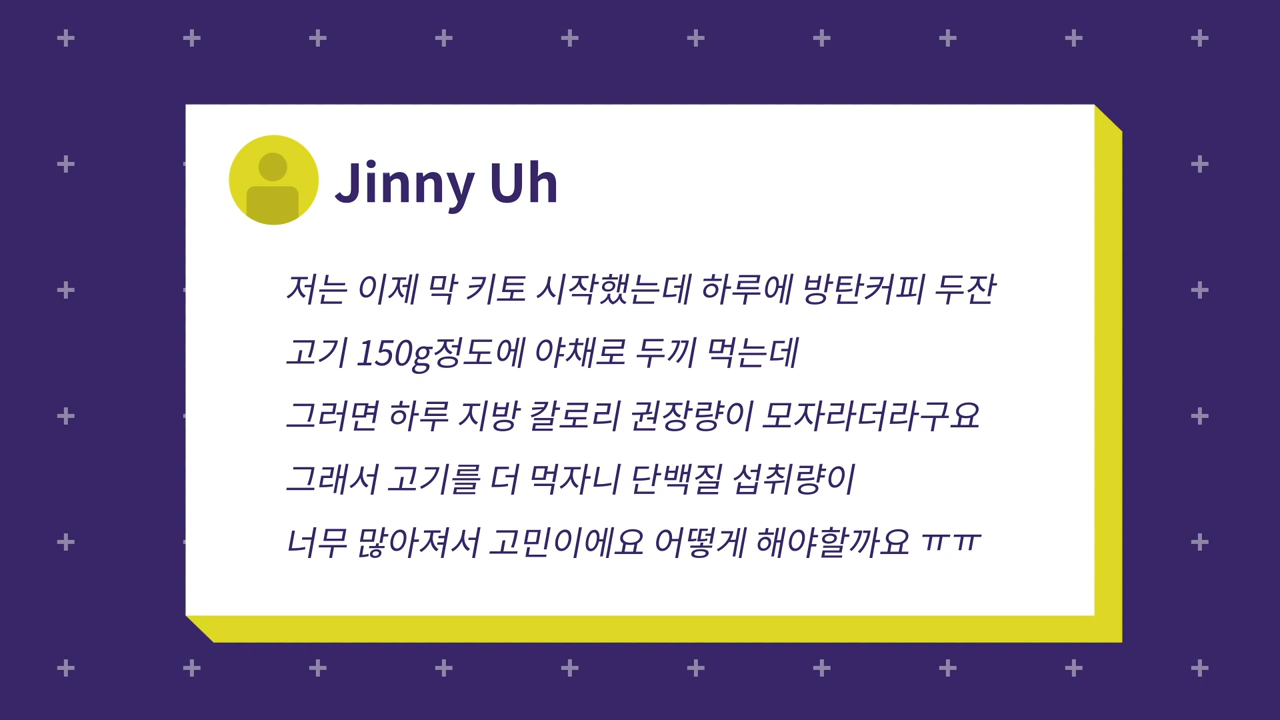 Jinny Uh
저는 이제 막 키토 시작했는데 하루에 방탄커피 두잔
고기 150g정도에 야채로 두끼 먹는데
그러면 하루 지방 칼로리 권장량이 모자라더라구요
그래서 고기를 더 먹자니 단백질 섭취량이
너무 많아져서 고민이에요 어떻게 해야할까요 ㅠㅠ